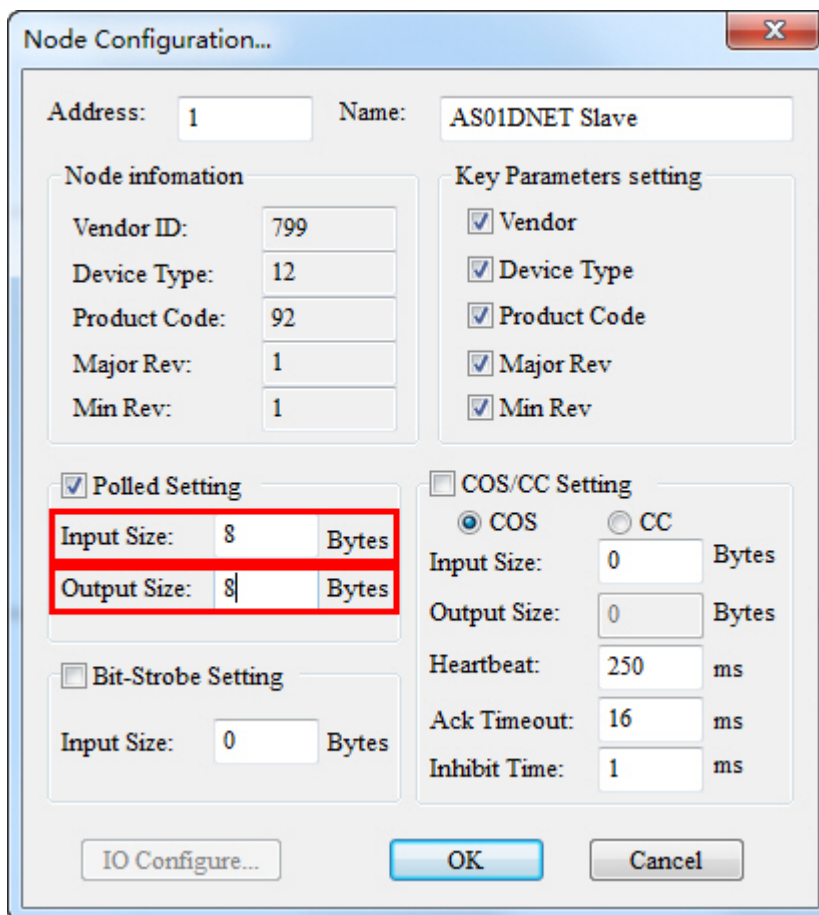 Node Configuration...
Address: 1 Name: AS01DNET Slave
Node infomation
Vendor ID: 799
Device Type: 12
Product Code: 92
Major Rev: 1
Min Rev: 1
Key Parameters setting
Vendor
Device Type
Product Code
Major Rev
Min Rev
Polled Setting
Input Size: 8 Bytes
Output Size: 8 Bytes
Bit-Strobe Setting
Input Size: 0 Bytes
COS/CC Setting
COS CC
Input Size: 0 Bytes
Output Size: 0 Bytes
Heartbeat: 250 ms
Ack Timeout: 16 ms
Inhibit Time: 1 ms
IO Configure... OK Cancel